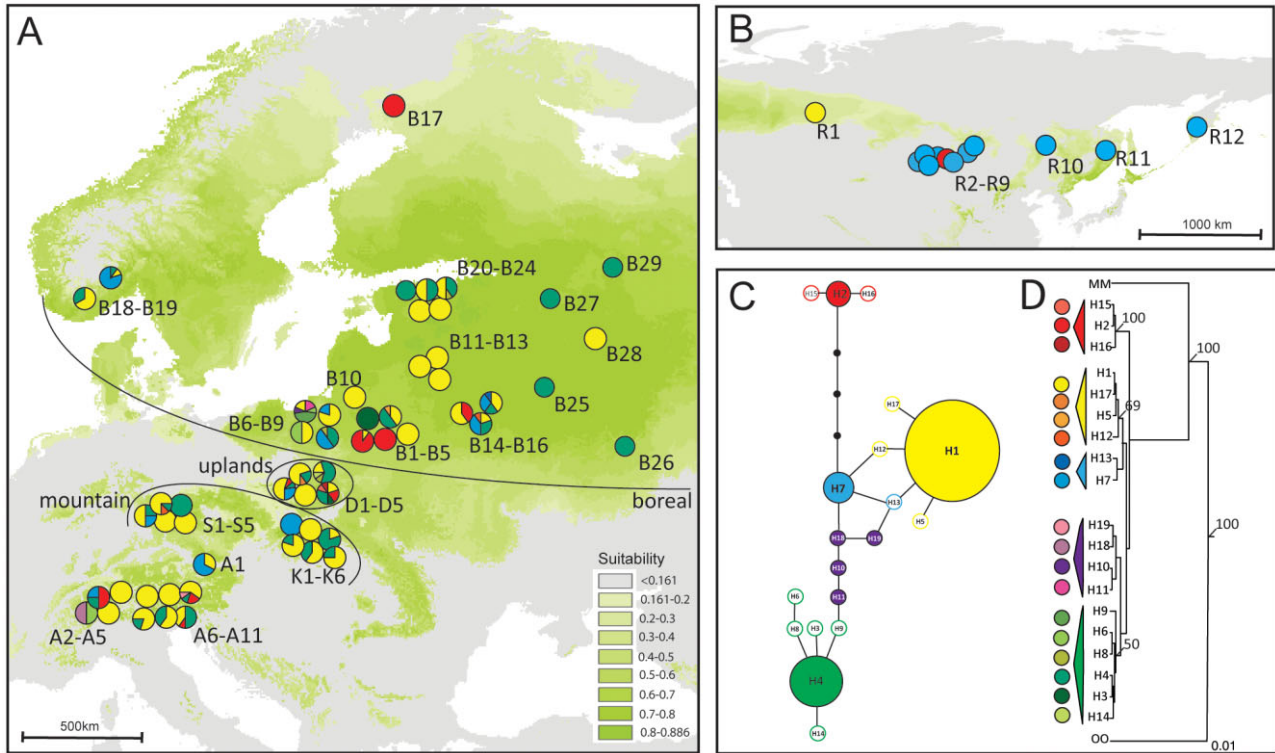 A
B17
B18-B19
B20-B24
B29
B27
B28
B11-B13
B10
B25
B6-B9
B14-B16
B1-B5
B26
uplands
boreal
mountain
D1-D5
S1-S5
A1
K1-K6
A2-A5
A6-A11
500km
Suitability
<0.161
0.161-0.2
0.2-0.3
0.3-0.4
0.4-0.5
0.5-0.6
0.6-0.7
0.7-0.8
0.8-0.886
B
R1
R2-R9
R10
R11
R12
1000 km
C
H15
H2
H16
H17
H1
H12
H7
H13
H5
H18
H19
H10
H6
H11
H8
H3
H9
H4
H14
D
MM
H15
H2
H16
100
100
H1
H17
H5
H12
69
H13
H7
H19
H18
H10
H11
100
H9
H6
H8
H4
H3
H14
50
OO
0.01